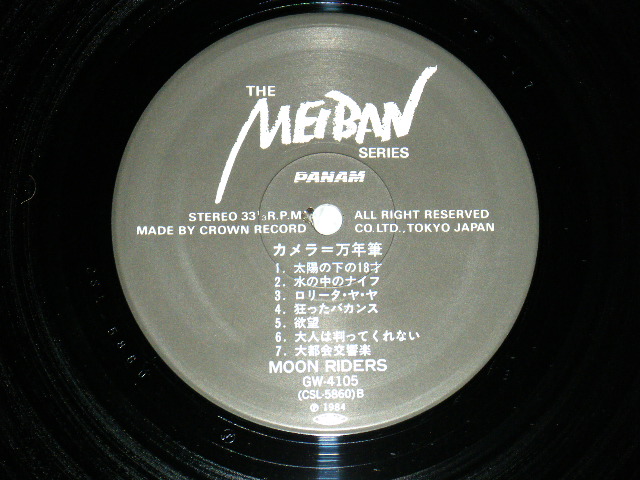 THE
MEIBAN
SERIES
PANAM
STEREO 33⅓R.P.M. ALL RIGHT RESERVED
MADE BY CROWN RECORD CO.LTD., TOKYO JAPAN
カメラ=万年筆
1. 太陽の下の18才
2. 水の中のナイフ
3. ロリータ・ヤ・ヤ
4. 狂ったバカンス
5. 欲望
6. 大人は判ってくれない
7. 大都会交響楽
MOON RIDERS
GW-4105
(CSL-5860)B
℗ 1984